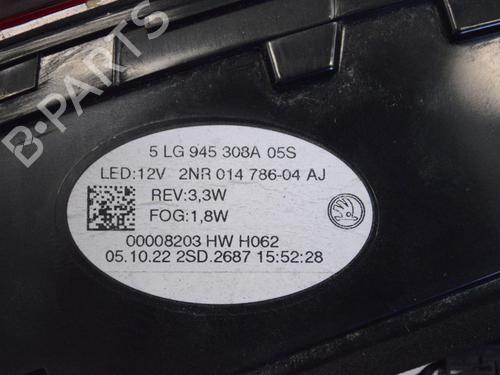 B-PARTS
5 LG 945 308A 05S
LED:12V 2NR 014 786-04 AJ
REV:3,3W
FOG:1,8W
00008203 HW H062
05.10.22 2SD.2687 15:52:28